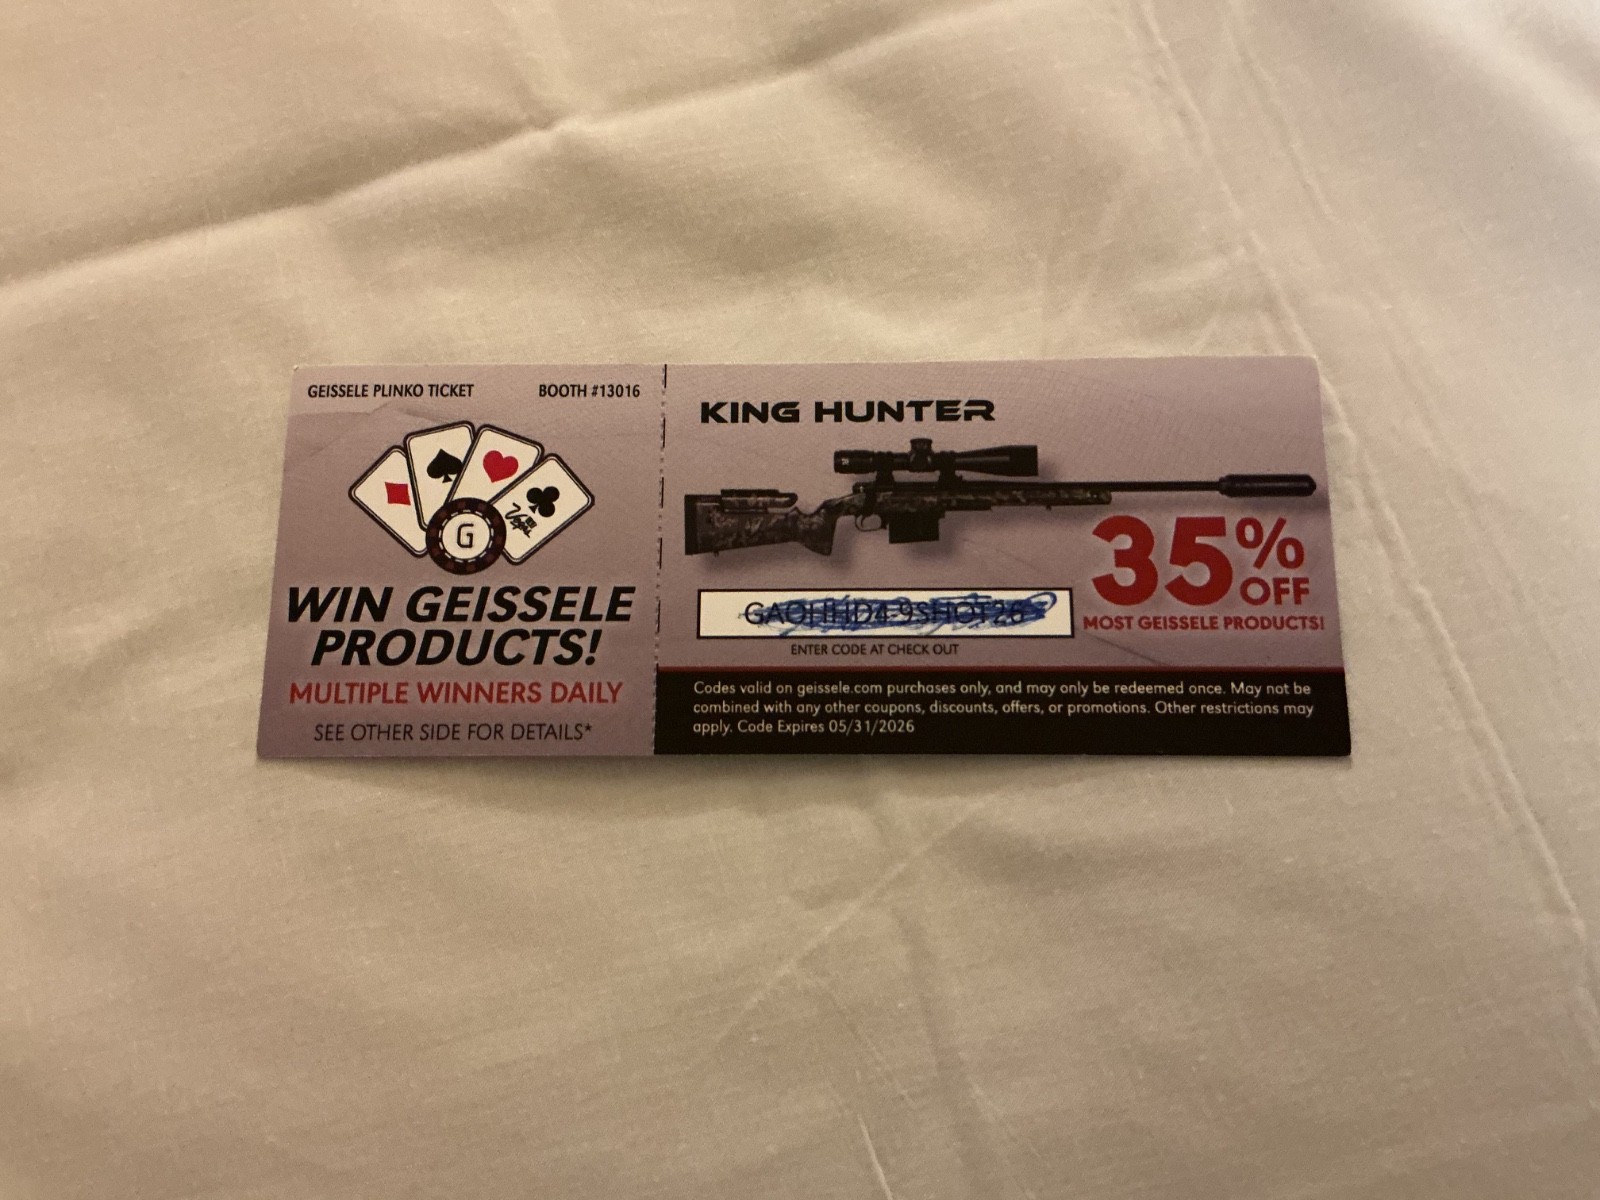 GEISSELE PLINKO TICKET
BOOTH #13016
G
WIN GEISSELE
PRODUCTS!
MULTIPLE WINNERS DAILY
SEE OTHER SIDE FOR DETAILS*
KING HUNTER
35%
OFF
MOST GEISSELE PRODUCTS!
ENTER CODE AT CHECK OUT
Codes valid on geissele.com purchases only, and may only be redeemed once. May not be
combined with any other coupons, discounts, offers, or promotions. Other restrictions may
apply. Code Expires 05/31/2026